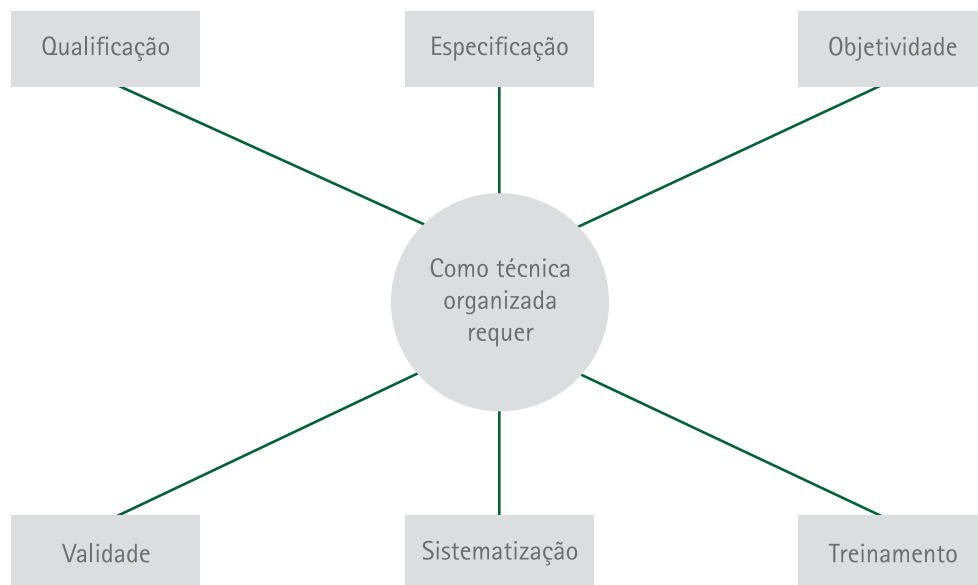 Qualificação
Especificação
Objetividade
Como técnica
organizada
requer
Validade
Sistematização
Treinamento